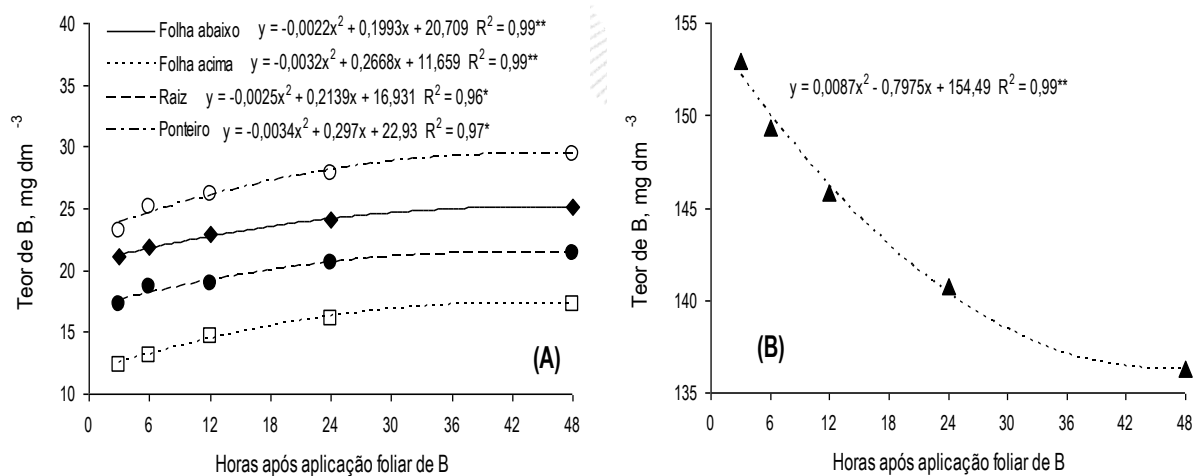 40
35
30
25
20
15
10
Teor de B, mg dm -3
Folha abaixo y = -0,0022x² + 0,1993x + 20,709 R² = 0,99**
Folha acima y = -0,0032x² + 0,2668x + 11,659 R² = 0,99**
Raiz y = -0,0025x² + 0,2139x + 16,931 R² = 0,96*
Ponteiro y = -0,0034x² + 0,297x + 22,93 R² = 0,97*
(A)
0 6 12 18 24 30 36 42 48
Horas após aplicação foliar de B
155
150
145
140
135
Teor de B, mg dm -3
y = 0,0087x² - 0,7975x + 154,49 R² = 0,99**
(B)
0 6 12 18 24 30 36 42 48
Horas após aplicação foliar de B